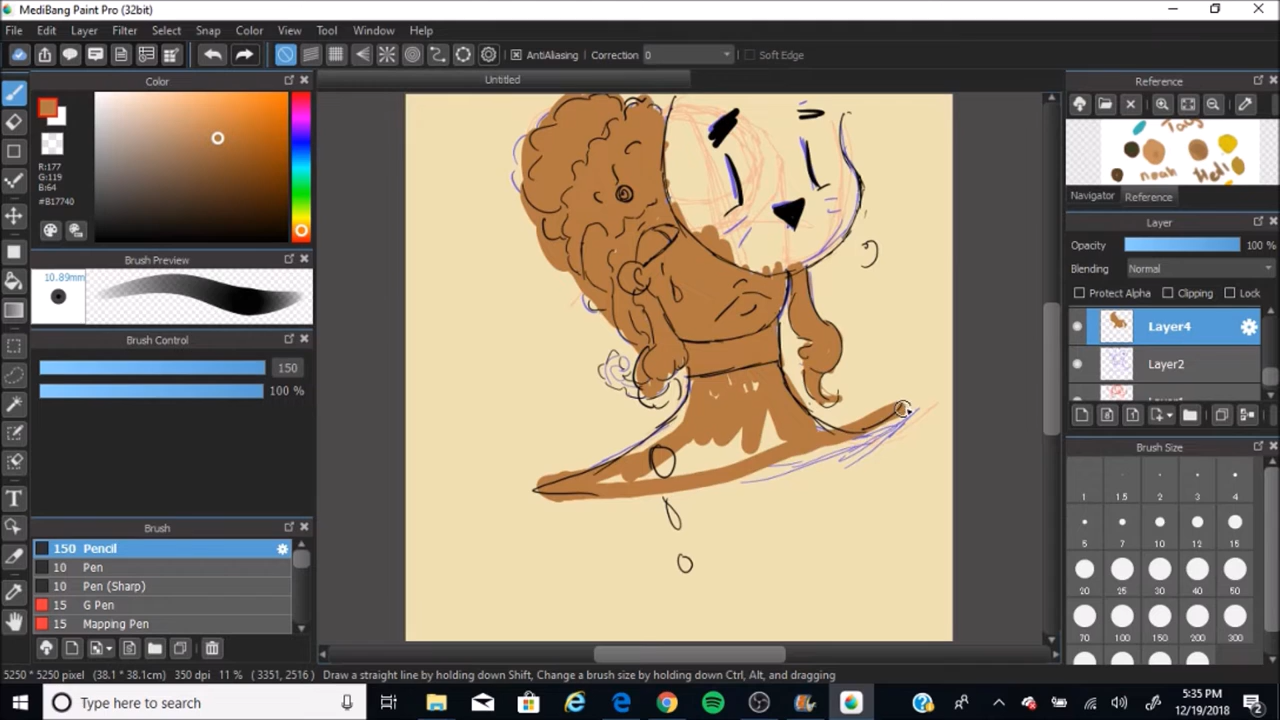 MediBang Paint Pro (32bit)
File Edit Layer Filter Select Snap Color View Tool Window Help
AntiAliasing Correction 0 Soft Edge
Color
Untitled
Reference
R:177
G:119
B:64
#B17740
noah
Navigator Reference
Layer
Opacity 100 %
Blending Normal
Protect Alpha Clipping Lock
Layer4
Layer2
Brush Preview
10.89mm
Brush Control
150
100 %
Brush
150 Pencil
10 Pen
10 Pen (Sharp)
15 G Pen
15 Mapping Pen
Brush Size
1 1.5 2 3 4
5 7 10 12 15
20 25 30 40 50
70 100 150 200 300
5250 * 5250 pixel (38.1 * 38.1cm) 350 dpi 11 % ( 3351, 2516) Draw a straight line by holding down Shift, Change a brush size by holding down Ctrl, Alt, and dragging
Type here to search
5:35 PM
12/19/2018
2